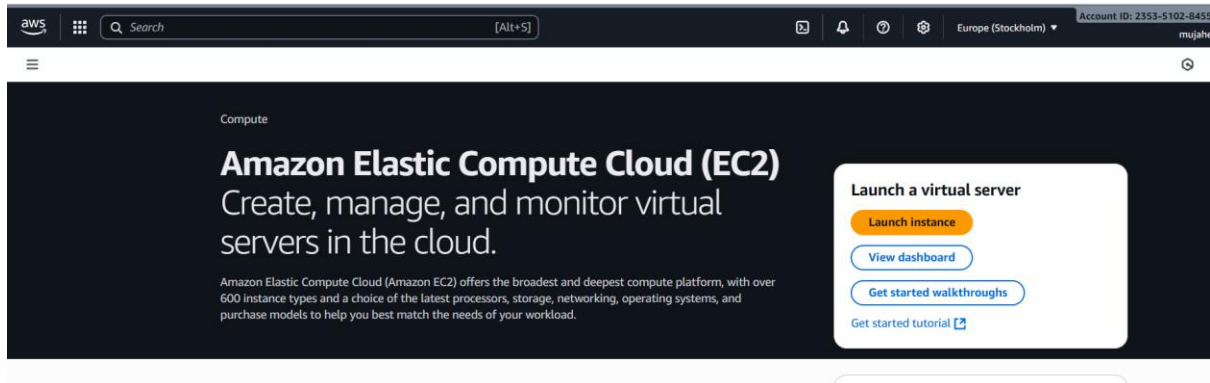 aws
Search [Alt+S]
Europe (Stockholm)
Account ID: 2353-5102-8455
mujahe
Compute
Amazon Elastic Compute Cloud (EC2)
Create, manage, and monitor virtual
servers in the cloud.
Amazon Elastic Compute Cloud (Amazon EC2) offers the broadest and deepest compute platform, with over
600 instance types and a choice of the latest processors, storage, networking, operating systems, and
purchase models to help you best match the needs of your workload.
Launch a virtual server
Launch instance
View dashboard
Get started walkthroughs
Get started tutorial